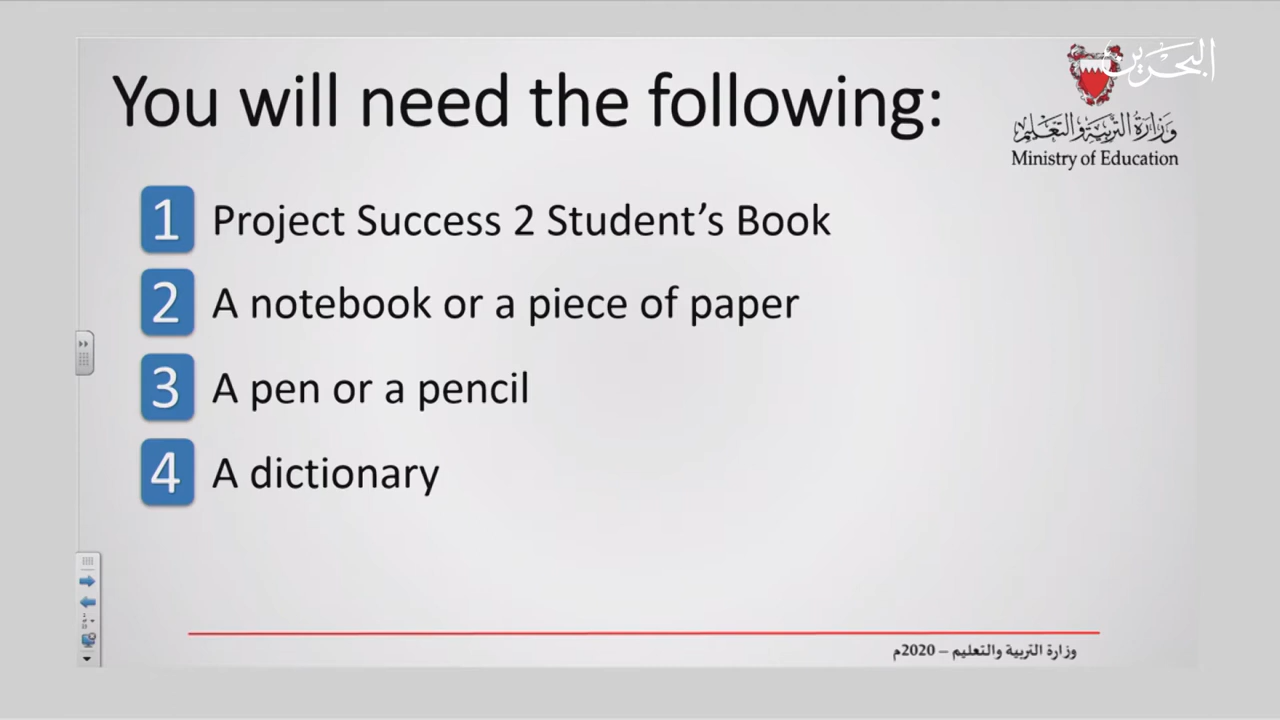 You will need the following:
البحرين
وزارة التربية والتعليم
Ministry of Education
1 Project Success 2 Student’s Book
2 A notebook or a piece of paper
3 A pen or a pencil
4 A dictionary
وزارة التربية والتعليم – 2020م